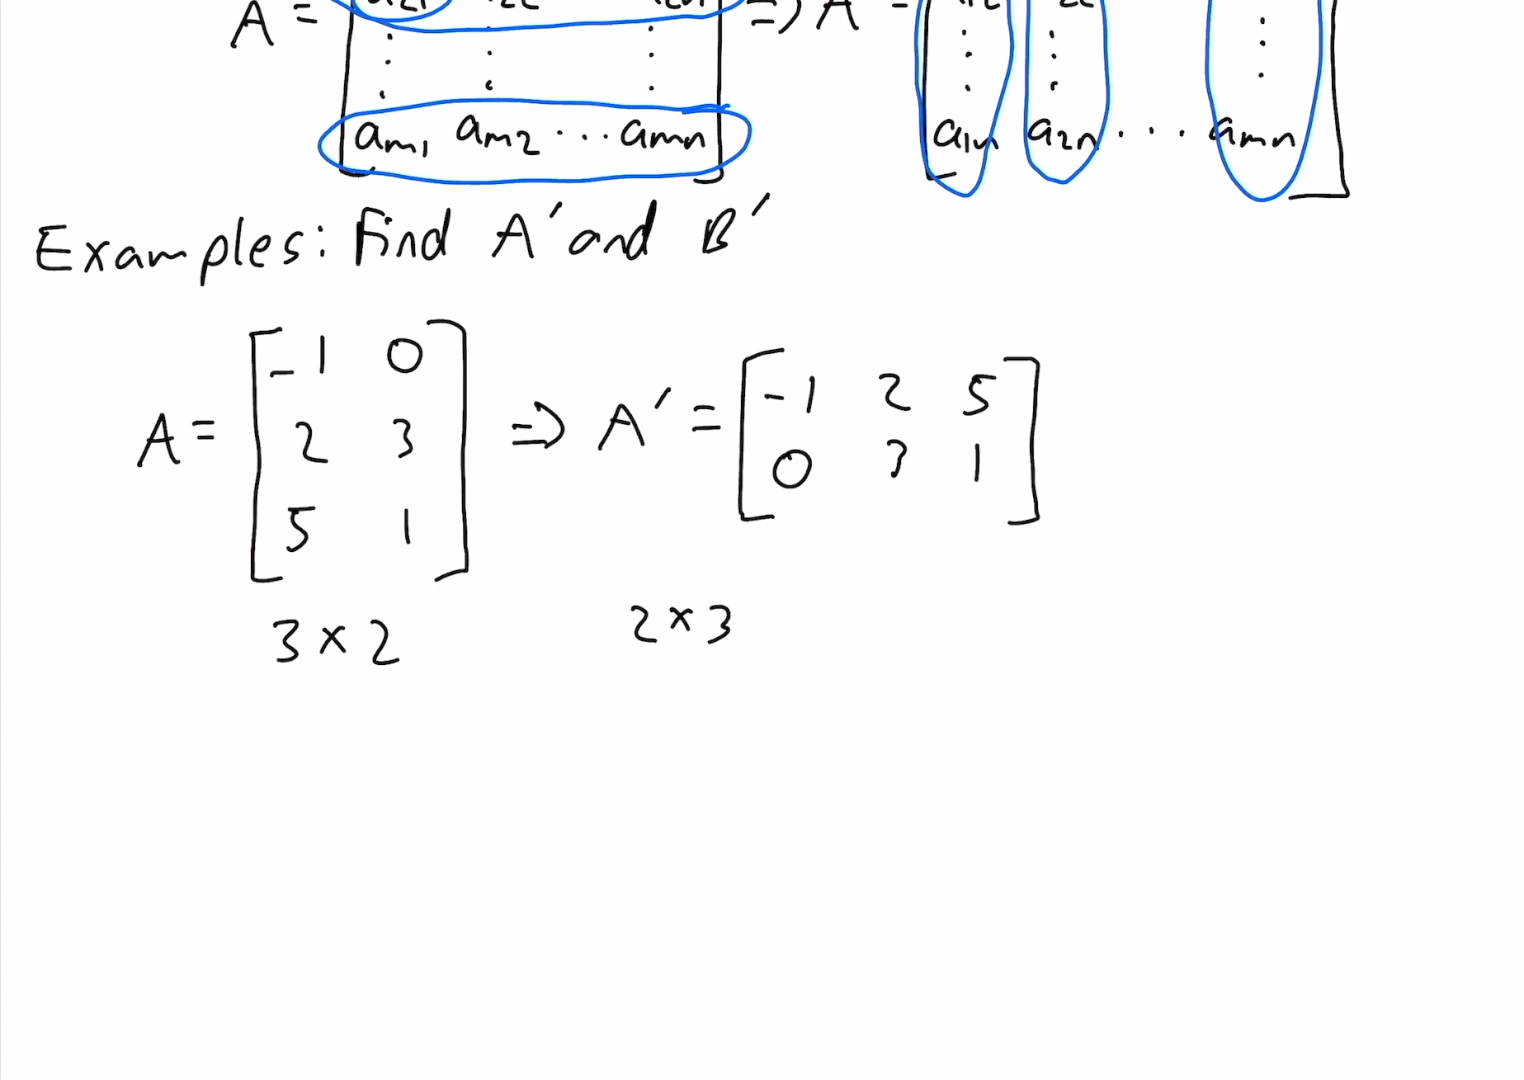 A = ⇒ A =
⋮ ⋮ ⋮ ⋮ ⋮ ⋮
am1 am2 ... amn a1n a2n ... amn
Examples: Find A′ and B′
-1 0
2 3
5 1
A = ⇒ A′ =
-1 2 5
0 3 1
3 × 2 2 × 3